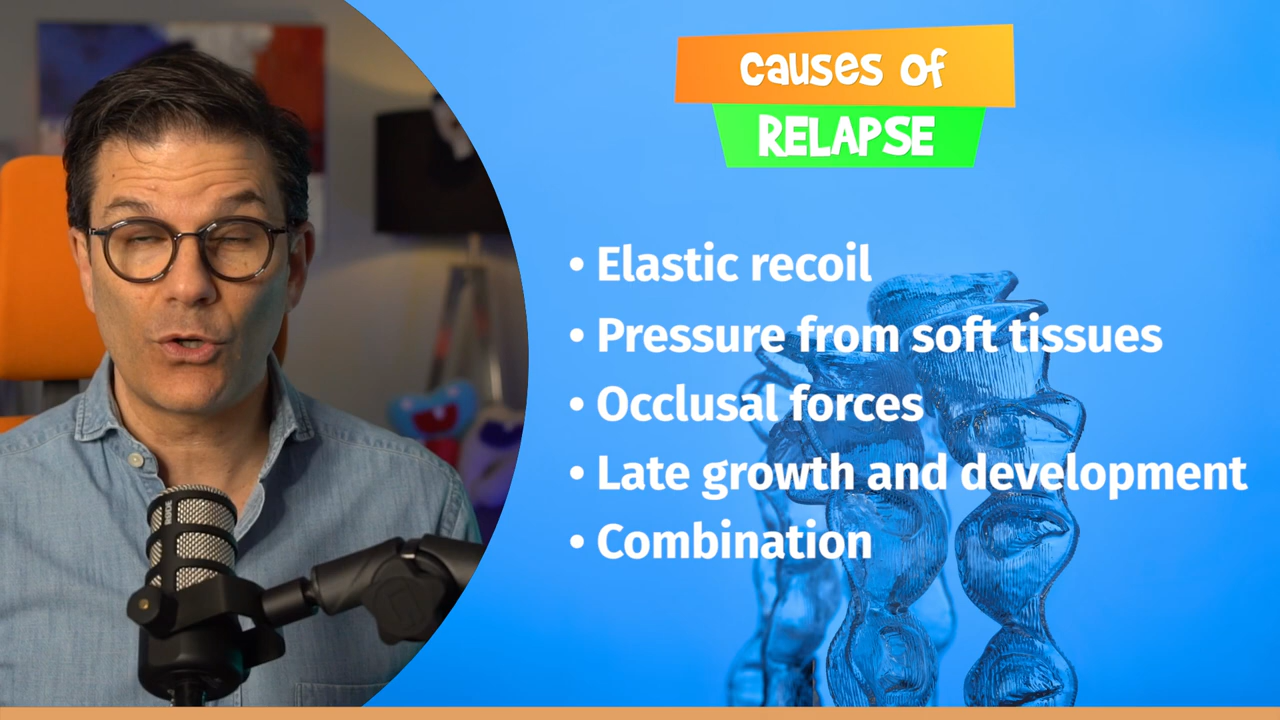 causes of
RELAPSE
• Elastic recoil
• Pressure from soft tissues
• Occlusal forces
• Late growth and development
• Combination